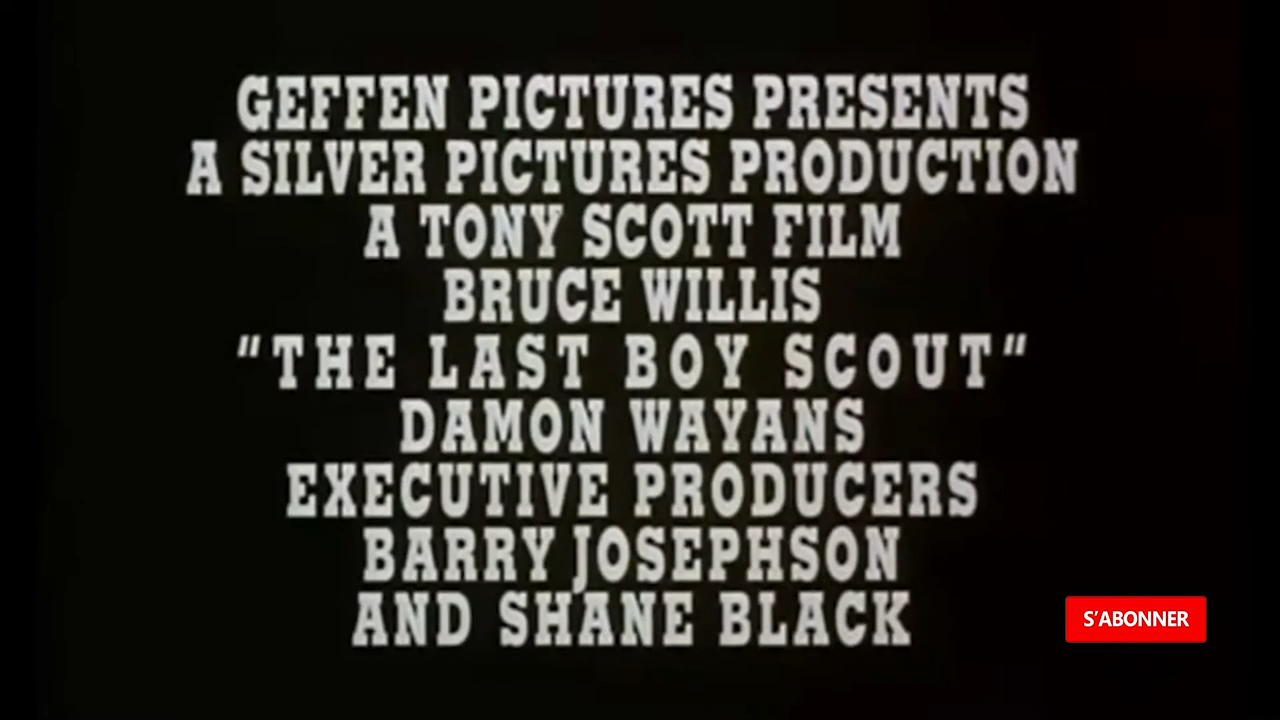 GEFFEN PICTURES PRESENTS
A SILVER PICTURES PRODUCTION
A TONY SCOTT FILM
BRUCE WILLIS
"THE LAST BOY SCOUT"
DAMON WAYANS
EXECUTIVE PRODUCERS
BARRY JOSEPHSON
AND SHANE BLACK
S'ABONNER